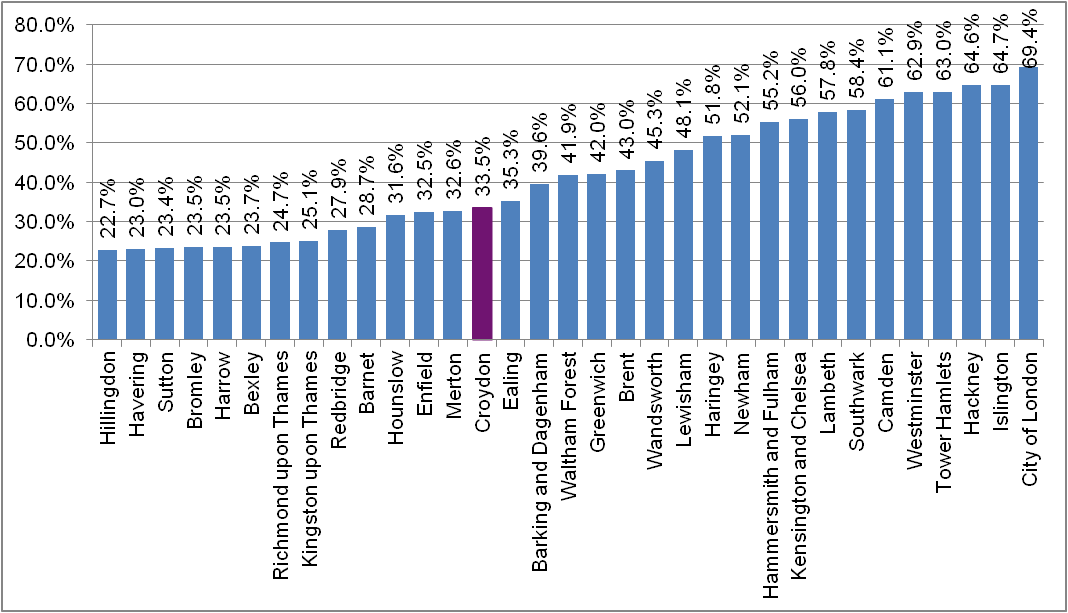 80.0%
70.0%
60.0%
50.0%
40.0%
30.0%
20.0%
10.0%
0.0%
22.7%
23.0%
23.4%
23.5%
23.5%
23.7%
24.7%
25.1%
27.9%
28.7%
31.6%
32.5%
32.6%
33.5%
35.3%
39.6%
41.9%
42.0%
43.0%
45.3%
48.1%
51.8%
52.1%
55.2%
56.0%
57.8%
58.4%
61.1%
62.9%
63.0%
64.6%
64.7%
69.4%
Hillingdon
Havering
Sutton
Bromley
Harrow
Bexley
Richmond upon Thames
Kingston upon Thames
Redbridge
Barnet
Hounslow
Enfield
Merton
Croydon
Ealing
Barking and Dagenham
Waltham Forest
Greenwich
Brent
Wandsworth
Lewisham
Haringey
Newham
Hammersmith and Fulham
Kensington and Chelsea
Lambeth
Southwark
Camden
Westminster
Tower Hamlets
Hackney
Islington
City of London